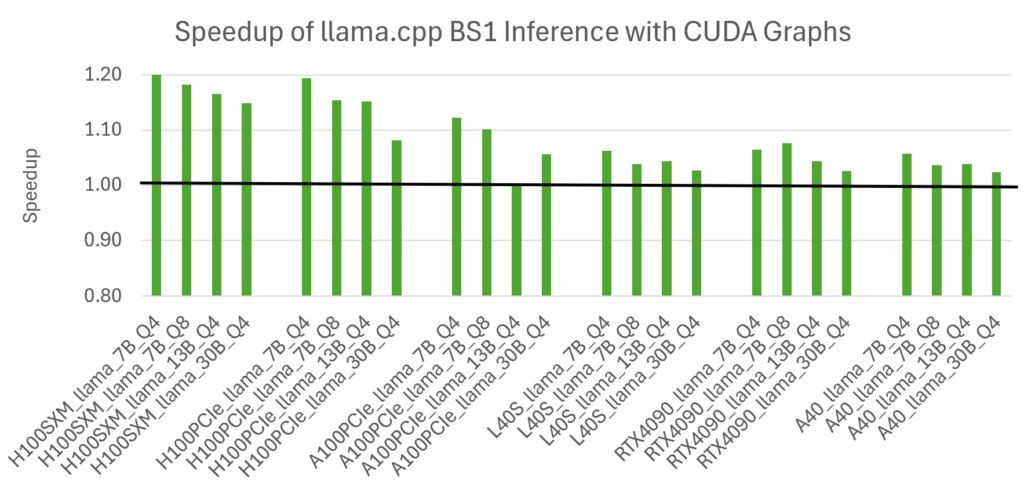 Speedup of llama.cpp BS1 Inference with CUDA Graphs
Speedup
1.20
1.10
1.00
0.90
0.80
H100SXM_llama_7B_Q4
H100SXM_llama_7B_Q8
H100SXM_llama_13B_Q4
H100SXM_llama_30B_Q4
H100PCIe_llama_7B_Q4
H100PCIe_llama_7B_Q8
H100PCIe_llama_13B_Q4
H100PCIe_llama_30B_Q4
A100PCIe_llama_7B_Q4
A100PCIe_llama_7B_Q8
A100PCIe_llama_13B_Q4
A100PCIe_llama_30B_Q4
L40S_llama_7B_Q4
L40S_llama_7B_Q8
L40S_llama_13B_Q4
L40S_llama_30B_Q4
RTX4090_llama_7B_Q4
RTX4090_llama_7B_Q8
RTX4090_llama_13B_Q4
RTX4090_llama_30B_Q4
A40_llama_7B_Q4
A40_llama_7B_Q8
A40_llama_13B_Q4
A40_llama_30B_Q4